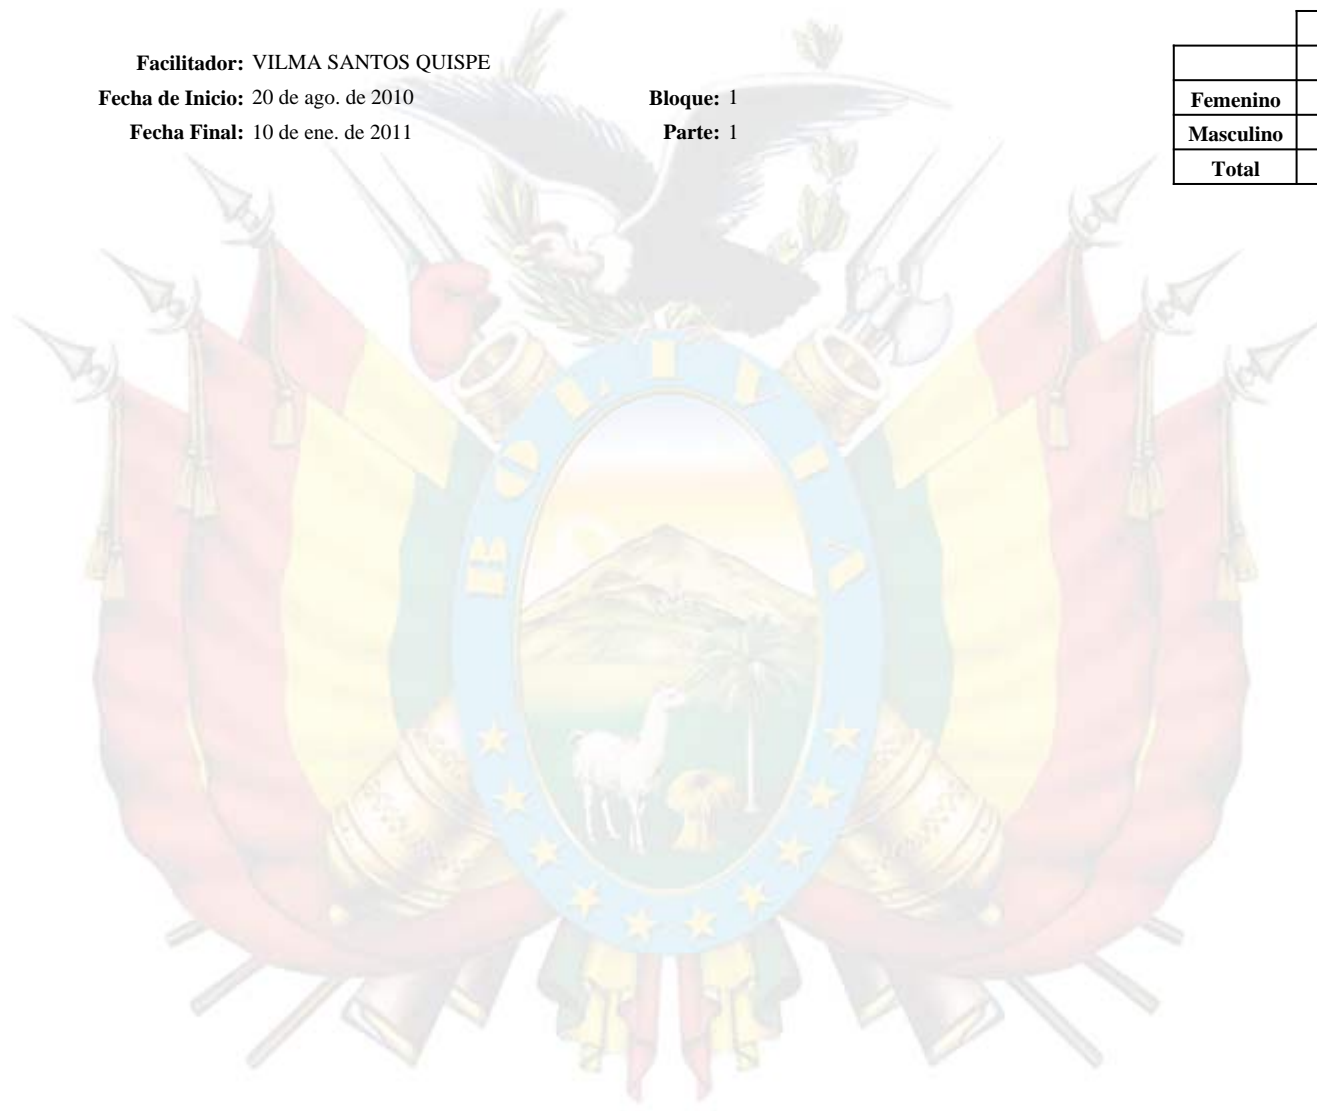 Facilitador: VILMA SANTOS QUISPE
Fecha de Inicio: 20 de ago. de 2010 Bloque: 1
Fecha Final: 10 de ene. de 2011 Parte: 1
Femenino
Masculino
Total
BOLIVIA